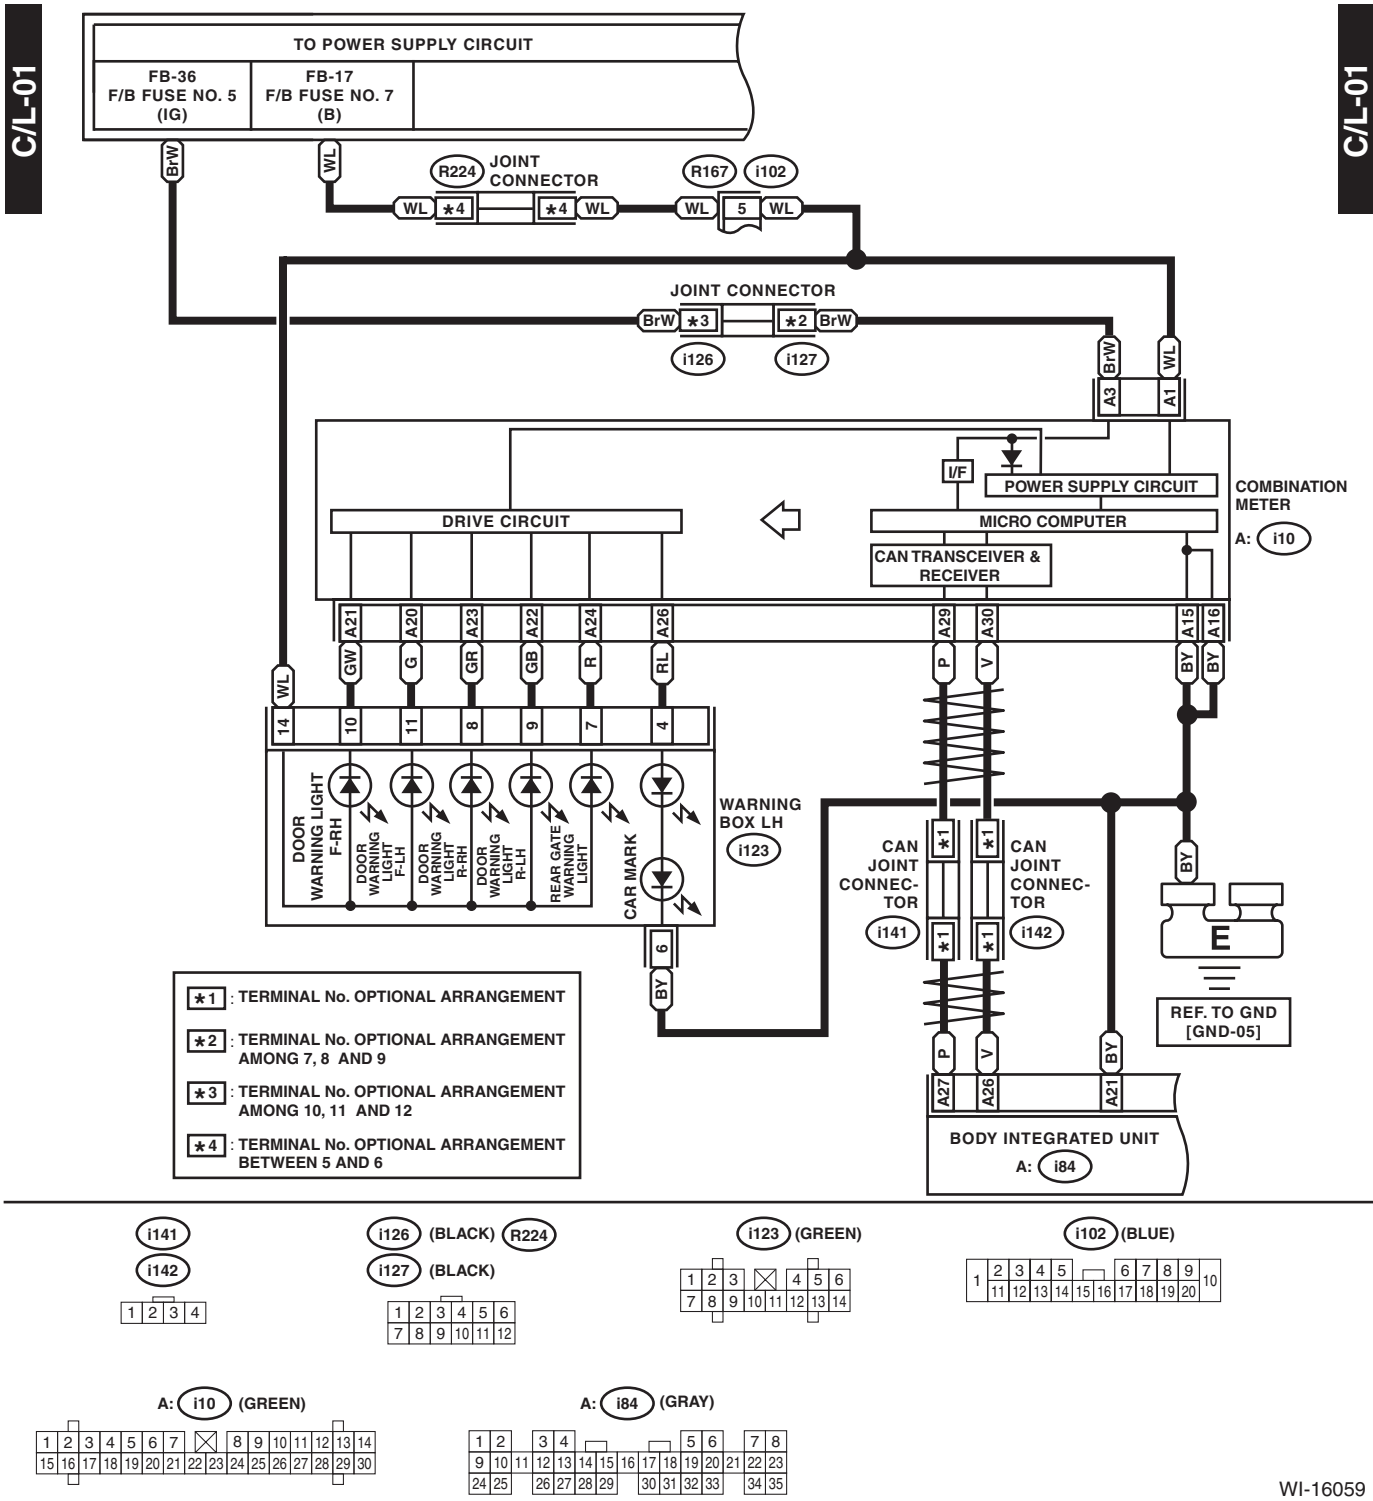 C/L-01
C/L-01
TO POWER SUPPLY CIRCUIT
FB-36
F/B FUSE NO. 5
(IG)
FB-17
F/B FUSE NO. 7
(B)
BrW
WL
R224
JOINT
CONNECTOR
R167
i102
WL
*4
*4
WL
WL
5
WL
JOINT CONNECTOR
BrW
*3
*2
BrW
i126
i127
BrW
WL
A3
A1
I/F
POWER SUPPLY CIRCUIT
DRIVE CIRCUIT
MICRO COMPUTER
CAN TRANSCEIVER &
RECEIVER
COMBINATION
METER
A: i10
A21
A20
A23
A22
A24
A26
A29
A30
A15
A16
GW
G
GR
GB
R
RL
P
V
BY
BY
WL
14
10
11
8
9
7
4
DOOR
WARNING LIGHT
F-RH
DOOR
WARNING
LIGHT
F-LH
DOOR
WARNING
LIGHT
R-RH
DOOR
WARNING
LIGHT
R-LH
REAR GATE
WARNING
LIGHT
CAR MARK
WARNING
BOX LH
i123
6
BY
CAN
JOINT
CONNEC-
TOR
i141
*1
*1
*1
*1
CAN
JOINT
CONNEC-
TOR
i142
BY
E
REF. TO GND
[GND-05]
P
V
BY
A27
A26
A21
BODY INTEGRATED UNIT
A: i84
*1 : TERMINAL No. OPTIONAL ARRANGEMENT
*2 : TERMINAL No. OPTIONAL ARRANGEMENT
AMONG 7, 8 AND 9
*3 : TERMINAL No. OPTIONAL ARRANGEMENT
AMONG 10, 11 AND 12
*4 : TERMINAL No. OPTIONAL ARRANGEMENT
BETWEEN 5 AND 6
i141
i142
1 2 3 4
i126 (BLACK) R224
i127 (BLACK)
1 2 3 4 5 6
7 8 9 10 11 12
i123 (GREEN)
1 2 3 4 5 6
7 8 9 10 11 12 13 14
i102 (BLUE)
1 2 3 4 5 6 7 8 9 10
11 12 13 14 15 16 17 18 19 20
A: i10 (GREEN)
1 2 3 4 5 6 7 8 9 10 11 12 13 14
15 16 17 18 19 20 21 22 23 24 25 26 27 28 29 30
A: i84 (GRAY)
1 2 3 4 5 6 7 8
9 10 11 12 13 14 15 16 17 18 19 20 21 22 23
24 25 26 27 28 29 30 31 32 33 34 35
WI-16059